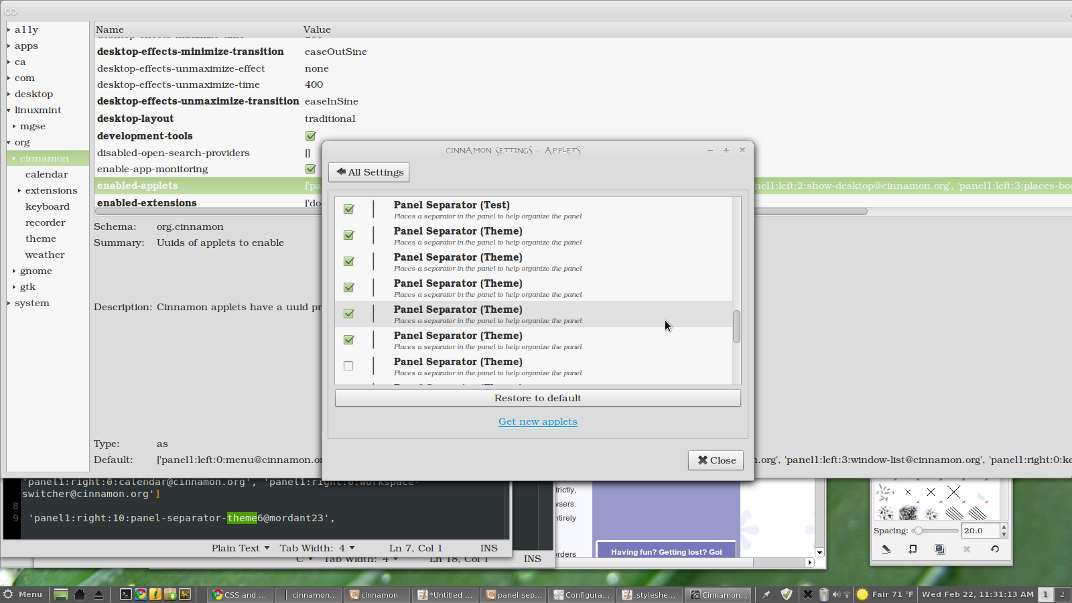 Name Value
desktop-effects-minimize-transition easeOutSine
desktop-effects-unmaximize-effect none
desktop-effects-unmaximize-time 400
desktop-effects-unmaximize-transition easeInSine
desktop-layout traditional
development-tools
disabled-open-search-providers []
enable-app-monitoring
enabled-applets ['pa
anel1:left:2:show-desktop@cinnamon.org', 'panel1:left:3:places-bo
enabled-extensions ['do
a11y
apps
ca
com
desktop
linuxmint
mgse
org
cinnamon
calendar
extensions
keyboard
recorder
theme
weather
gnome
gtk
system
Schema: org.cinnamon
Summary: Uuids of applets to enable
Description: Cinnamon applets have a uuid pr
Type: as
Default: ['panel1:left:0:menu@cinnamon.o
n.org', 'panel1:left:3:window-list@cinnamon.org', 'panel1:right:0:ke
Cinnamon Settings - Applets
All Settings
Panel Separator (Test)
Places a separator in the panel to help organize the panel
Panel Separator (Theme)
Places a separator in the panel to help organize the panel
Panel Separator (Theme)
Places a separator in the panel to help organize the panel
Panel Separator (Theme)
Places a separator in the panel to help organize the panel
Panel Separator (Theme)
Places a separator in the panel to help organize the panel
Panel Separator (Theme)
Places a separator in the panel to help organize the panel
Panel Separator (Theme)
Places a separator in the panel to help organize the panel
Restore to default
Get new applets
Close
'panel1:right:0:calendar@cinnamon.org', 'panel1:right:0:workspace-
switcher@cinnamon.org']
8
9 'panel1:right:10:panel-separator-theme6@mordant23',
Plain Text Tab Width: 4 Ln 7, Col 1 INS
C Tab Width: 4 Ln 18, Col 1 INS
trictly,
ers
ntirely
orders
Having fun? Getting lost? Got
Spacing: 20.0
Menu
CSS and ...
cinnamon...
cinnamon
*Untitled ...
panel-sep...
Configura...
.styleshe...
Cinnamon...
Fair 71 °F
Wed Feb 22, 11:31:13 AM
1 2